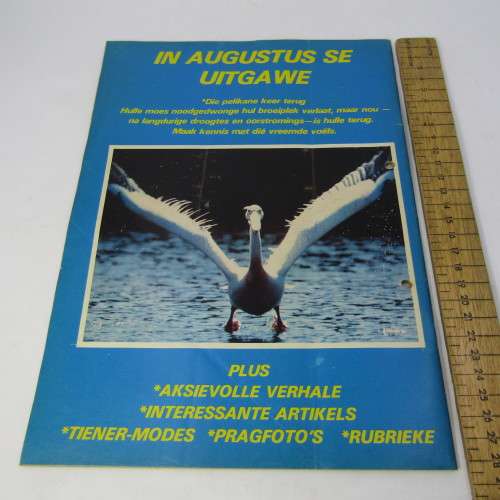 IN AUGUSTUS SE
UITGAWE
*Die pelikane keer terug
Hulle moes noodgedwonge hul broeiplek verlaat, maar nou —
na langdurige droogtes en oorstromings — is hulle terug.
Maak kennis met dié vreemde voëls.
PLUS
*AKSIEVOLLE VERHALE
*INTERESSANTE ARTIKELS
*TIENER-MODES *PRAGFOTO'S *RUBRIEKE